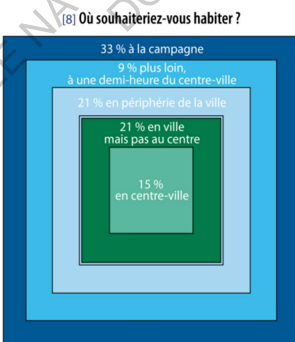 [8] Où souhaiteriez-vous habiter ?
33 % à la campagne
9 % plus loin,
à une demi-heure du centre-ville
21 % en périphérie de la ville
21 % en ville
mais pas au centre
15 %
en centre-ville